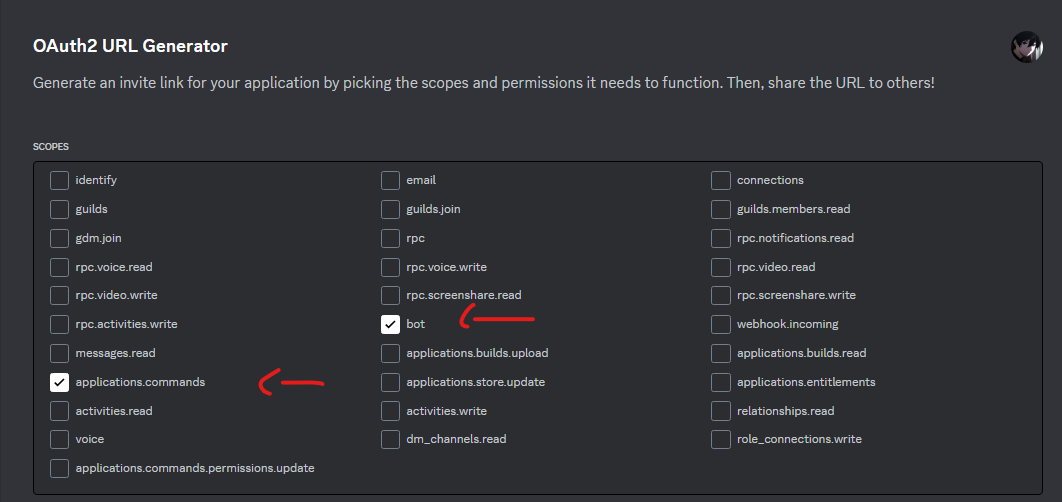 OAuth2 URL Generator
Generate an invite link for your application by picking the scopes and permissions it needs to function. Then, share the URL to others!
SCOPES
identify email connections
guilds guilds.join guilds.members.read
gdm.join rpc rpc.notifications.read
rpc.voice.read rpc.voice.write rpc.video.read
rpc.video.write rpc.screenshare.read rpc.screenshare.write
rpc.activities.write bot webhook.incoming
messages.read applications.builds.upload applications.builds.read
applications.commands applications.store.update applications.entitlements
activities.read activities.write relationships.read
voice dm_channels.read role_connections.write
applications.commands.permissions.update